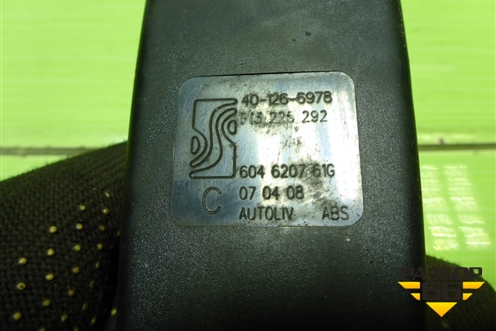 40-126-6978
613 225 292
604 6207 61G
C 07 04 08
AUTOLIV ABS